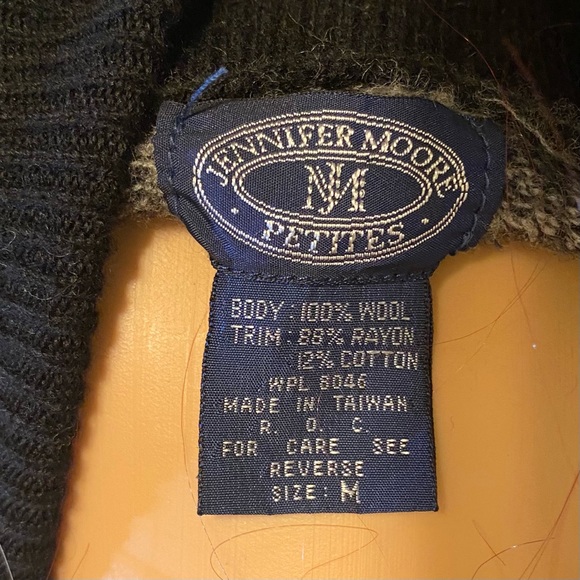 JENNIFER MOORE
JM
· PETITES ·
BODY: 100% WOOL
TRIM: 88% RAYON
12% COTTON
WPL 8046
MADE IN TAIWAN
R. O. C.
FOR CARE SEE
REVERSE
SIZE: M